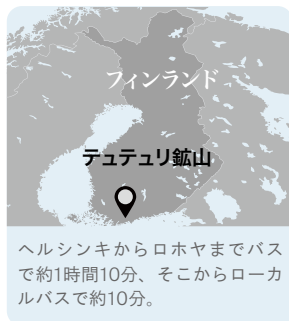 フィンランド
テュテュリ鉱山
ヘルシンキからロホヤまでバス
で約1時間10分、そこからローカ
ルバスで約10分。